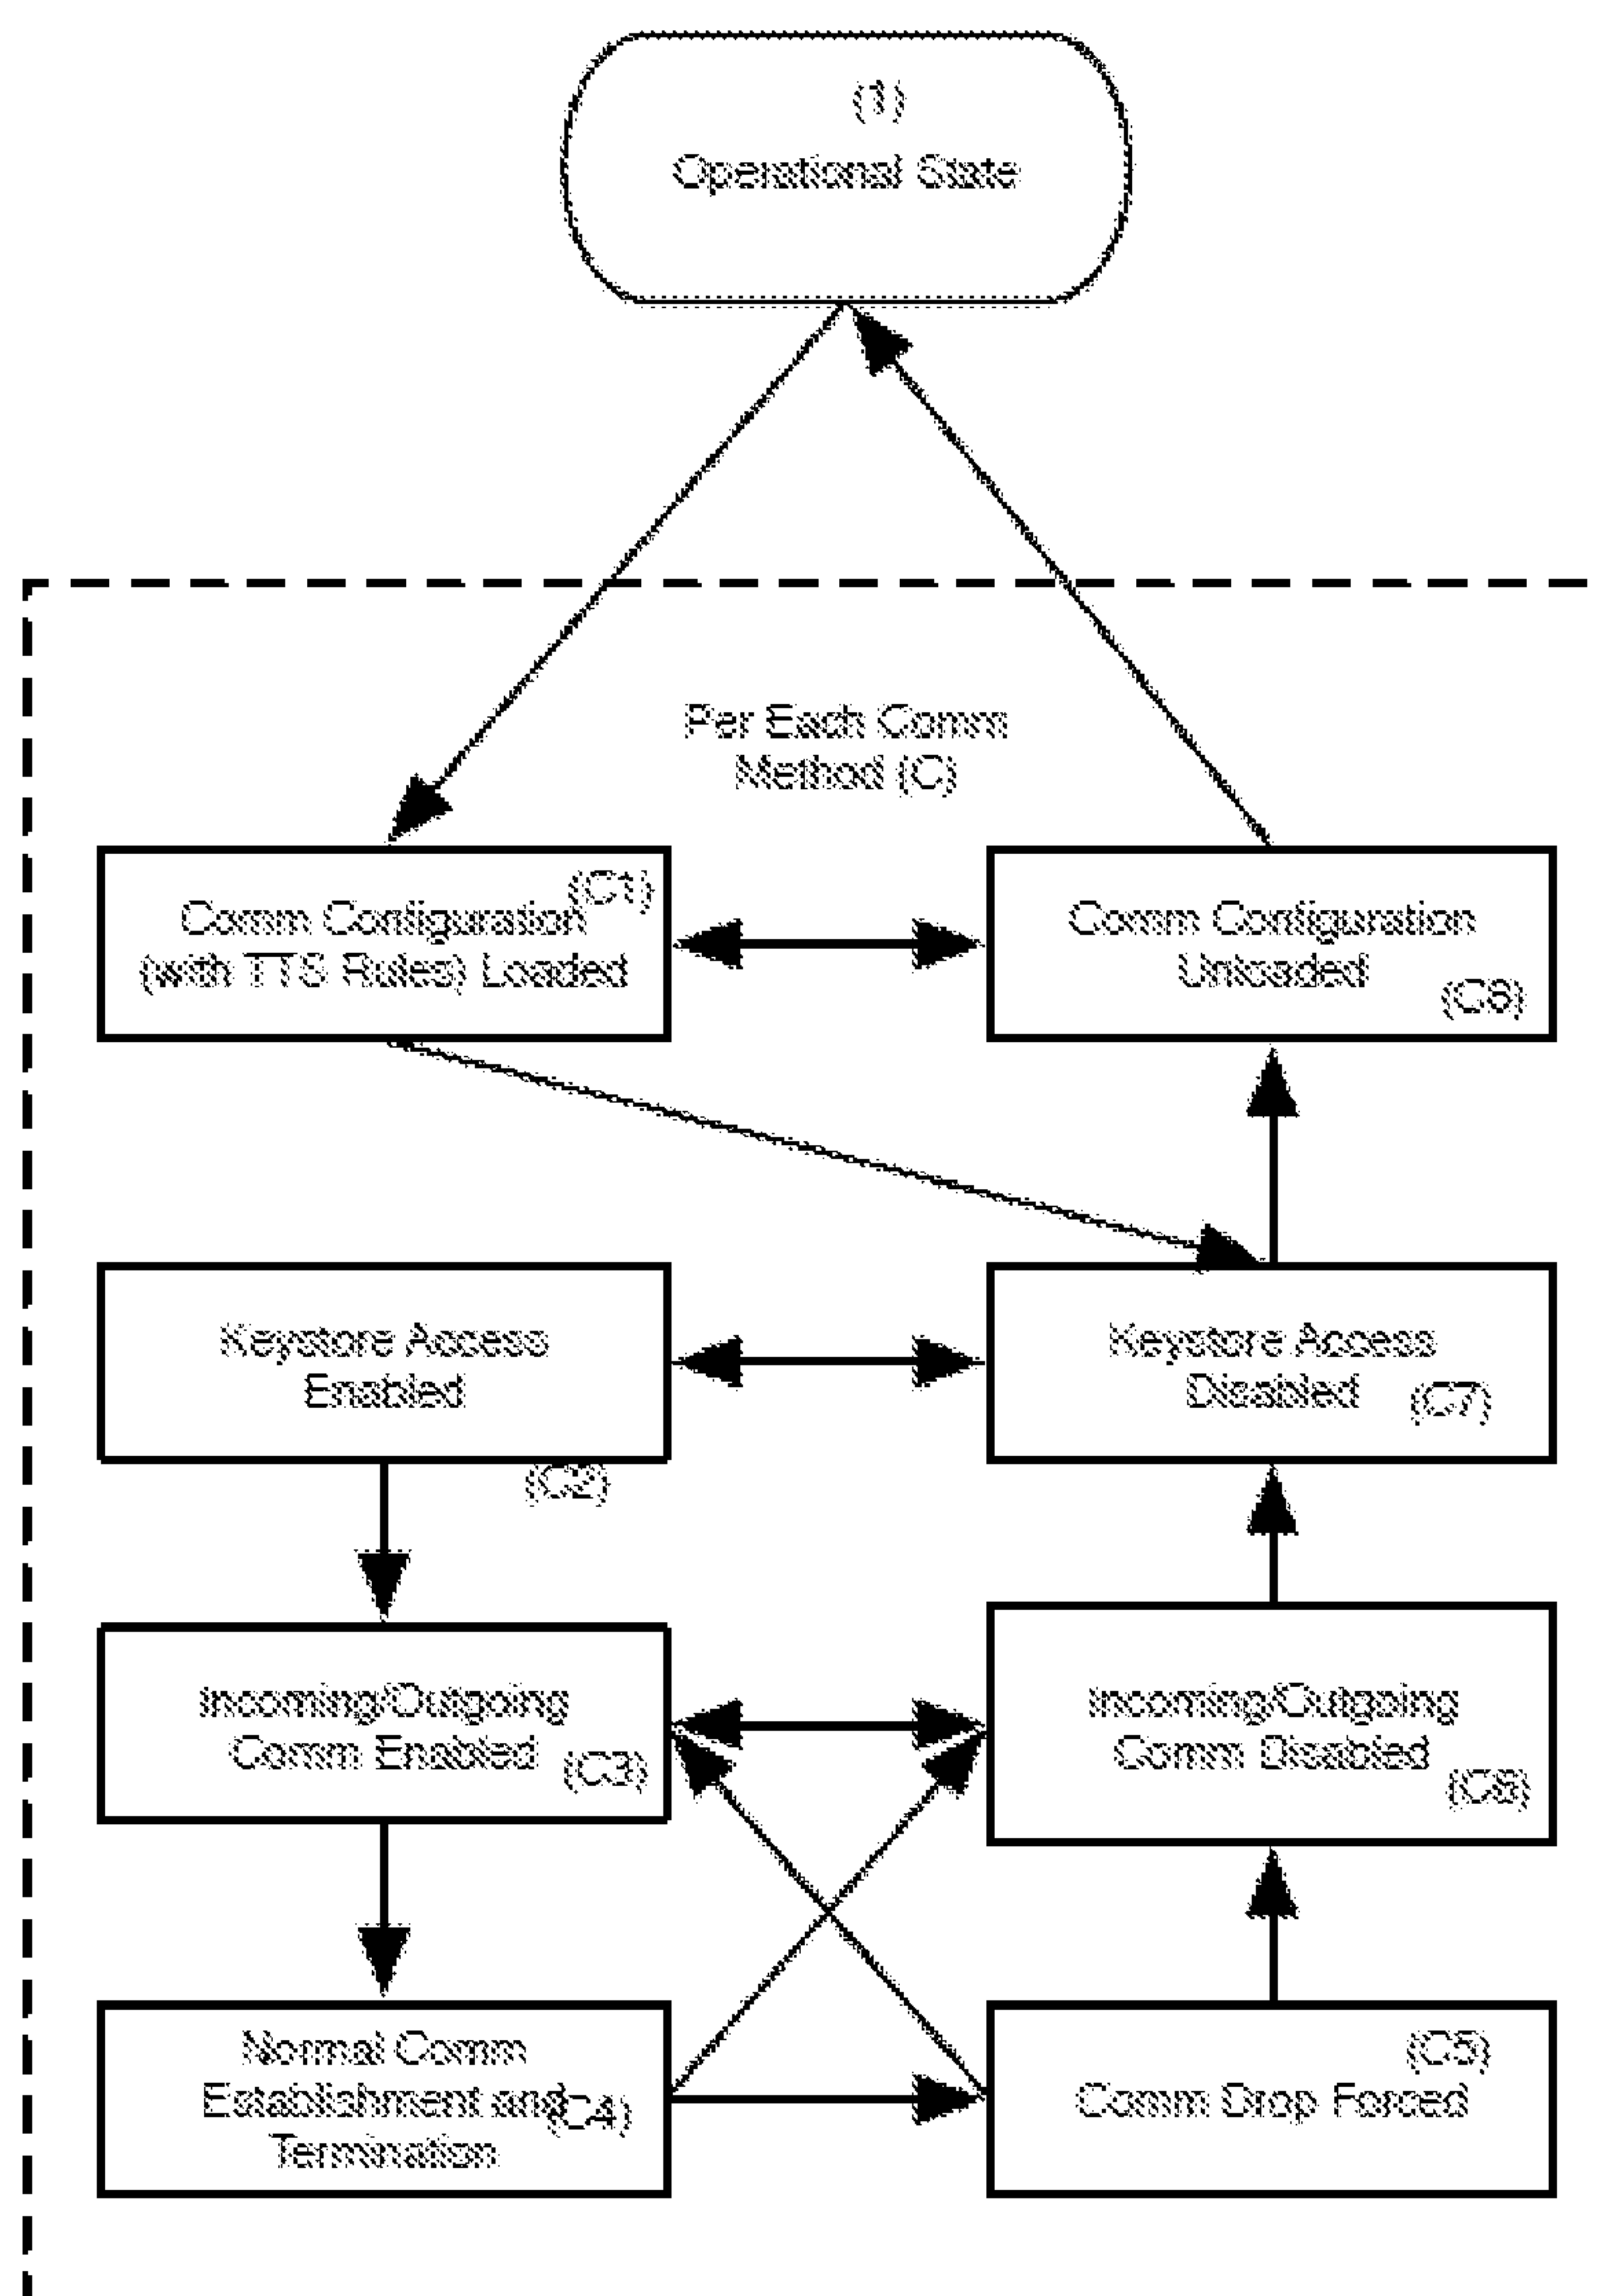 (1)
Operational State
Per Each Comm
Method (C)
(C1)
Comm Configuration
(with TTS Rules) Loaded
Comm Configuration
Unloaded
(C8)
Keystore Access
Enabled
(C2)
Keystore Access
Disabled
(C7)
Incoming/Outgoing
Comm Enabled
(C3)
Incoming/Outgoing
Comm Disabled
(C6)
Normal Comm
Establishment and
(C4)
Termination
(C5)
Comm Drop Forced